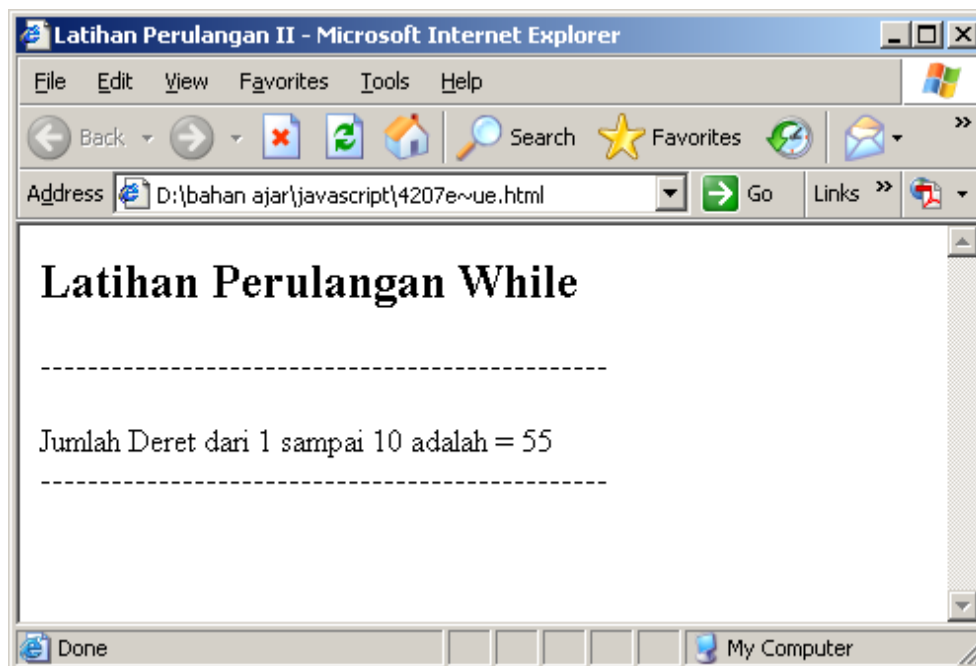 Latihan Perulangan II - Microsoft Internet Explorer
File Edit View Favorites Tools Help
Back Search Favorites »
Address D:\bahan ajar\javascript\4207e~ue.html Go Links »
Latihan Perulangan While
------------------------------------------------
Jumlah Deret dari 1 sampai 10 adalah = 55
------------------------------------------------
Done My Computer